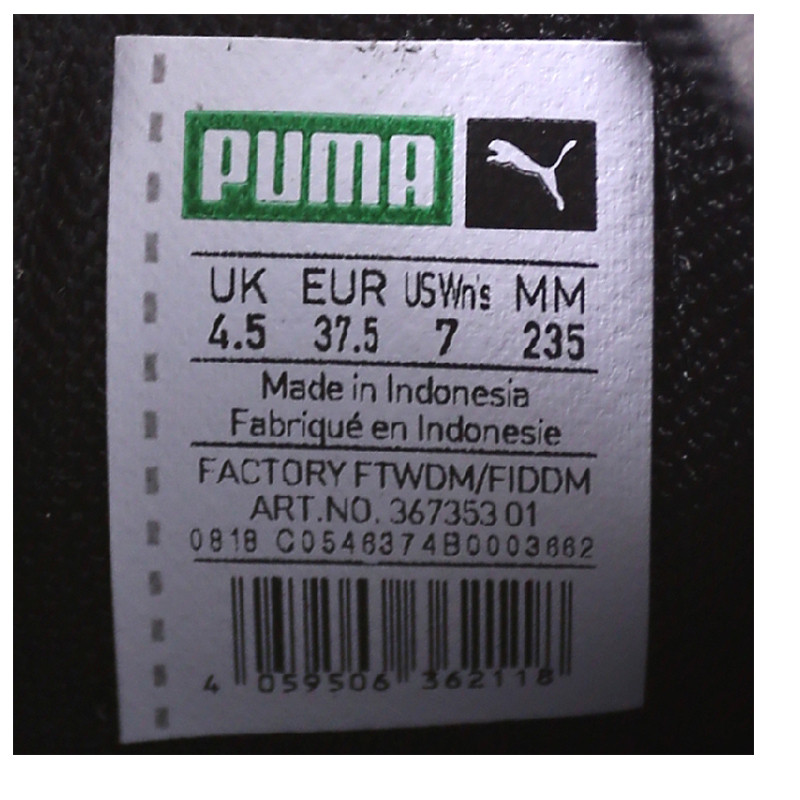 PUMA
UK EUR USWn's MM
4.5 37.5 7 235
Made in Indonesia
Fabriqué en Indonesie
FACTORY FTWDM/FIDDM
ART.NO. 367353 01
0818 C0546374B0003662
4 059506 362118